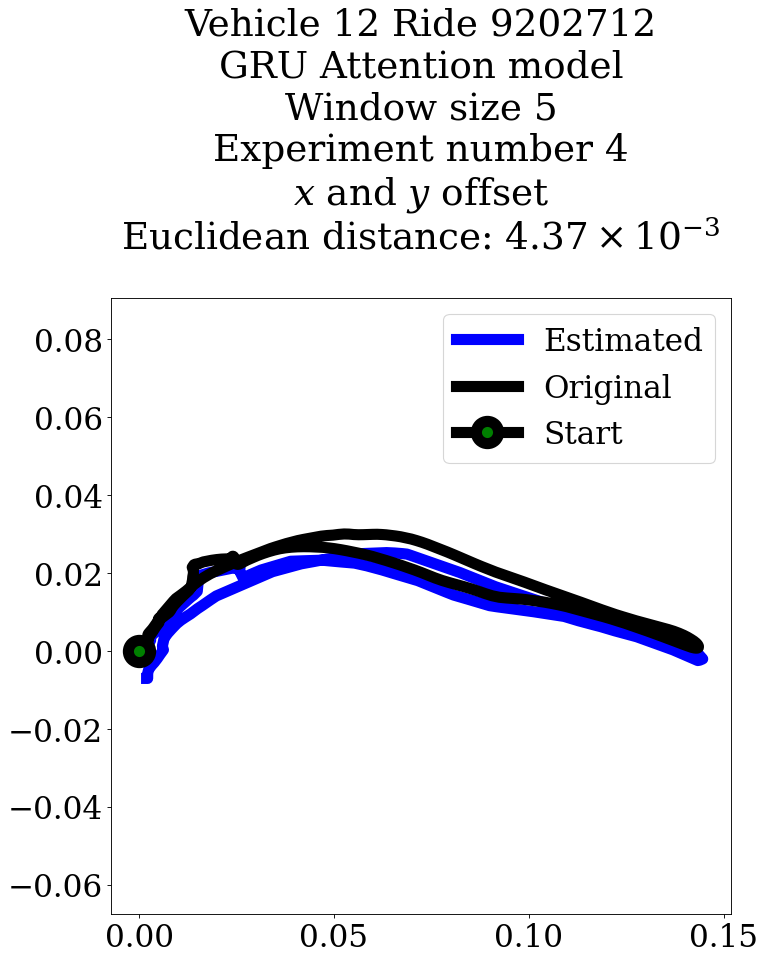 Vehicle 12 Ride 9202712
GRU Attention model
Window size 5
Experiment number 4
x and y offset
Euclidean distance: 4.37 × 10⁻³
Estimated
Original
Start
0.08
0.06
0.04
0.02
0.00
−0.02
−0.04
−0.06
0.00 0.05 0.10 0.15